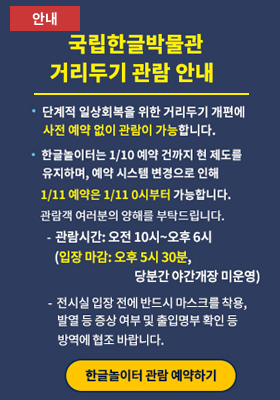 안내
국립한글박물관
거리두기 관람 안내
• 단계적 일상회복을 위한 거리두기 개편에
사전 예약 없이 관람이 가능합니다.
• 한글놀이터는 1/10 예약 건까지 현 제도를
유지하며, 예약 시스템 변경으로 인해
1/11 예약은 1/11 0시부터 가능합니다.
관람객 여러분의 양해를 부탁드립니다.
- 관람시간: 오전 10시~오후 6시
(입장 마감: 오후 5시 30분,
당분간 야간개장 미운영)
- 전시실 입장 전에 반드시 마스크를 착용,
발열 등 증상 여부 및 출입명부 확인 등
방역에 협조 바랍니다.
한글놀이터 관람 예약하기